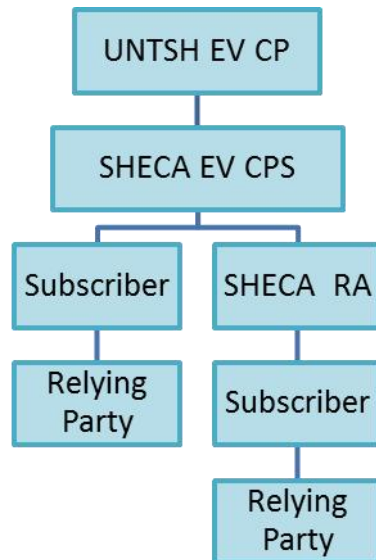 UNTSH EV CP
SHECA EV CPS
Subscriber
SHECA RA
Relying
Party
Subscriber
Relying
Party